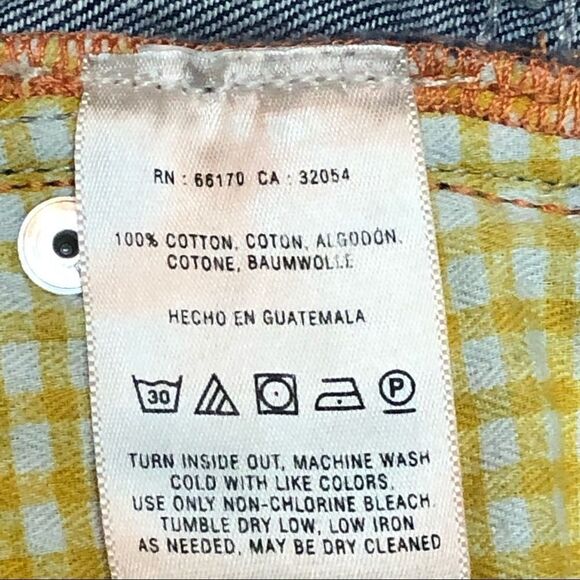 RN : 66170 CA : 32054
100% COTTON, COTON, ALGODÓN,
COTONE, BAUMWOLLE
HECHO EN GUATEMALA
30 P
TURN INSIDE OUT, MACHINE WASH
COLD WITH LIKE COLORS.
USE ONLY NON-CHLORINE BLEACH.
TUMBLE DRY LOW, LOW IRON
AS NEEDED, MAY BE DRY CLEANED